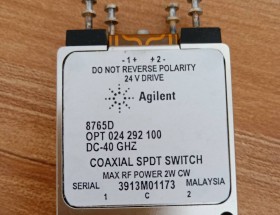 -1+ +2-
DO NOT REVERSE POLARITY
24 V DRIVE
Agilent
8765D
OPT 024 292 100
DC-40 GHZ
COAXIAL SPDT SWITCH
MAX RF POWER 2W CW
SERIAL 3913M01173 MALAYSIA
1 C 2